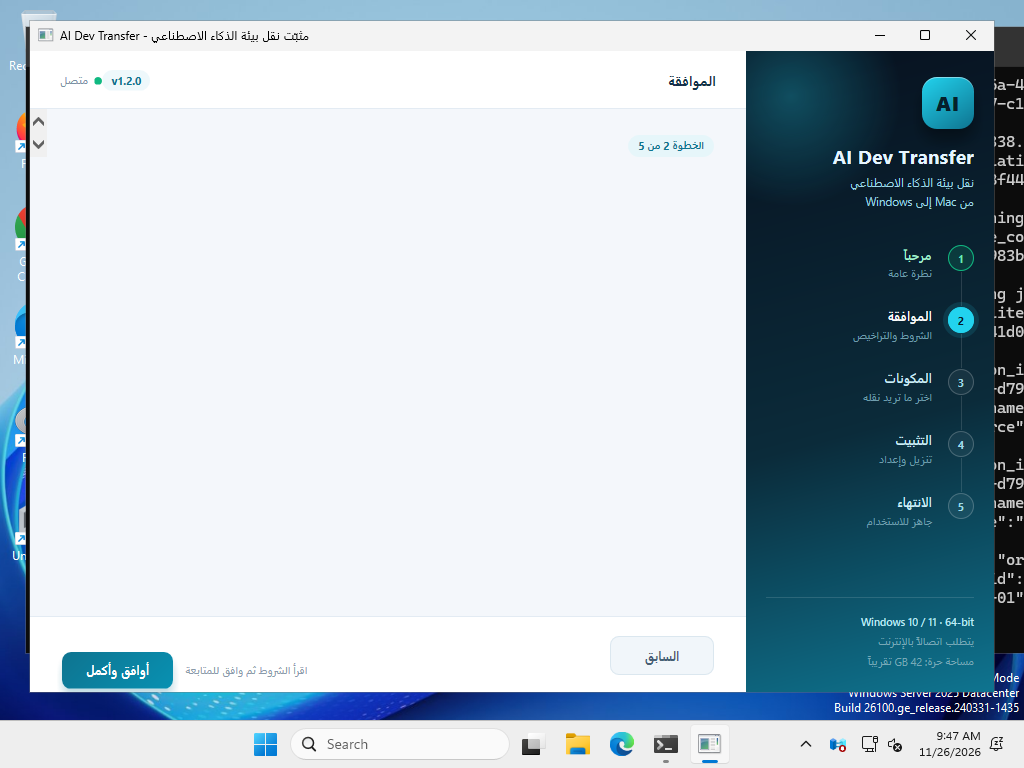 AI Dev Transfer - مثبّت نقل بيئة الذكاء الاصطناعي
الموافقة
v1.2.0
متصل
الخطوة 2 من 5
AI
AI Dev Transfer
نقل بيئة الذكاء الاصطناعي
من Mac إلى Windows
1
مرحباً
نظرة عامة
2
الموافقة
الشروط والتراخيص
3
المكونات
اختر ما تريد نقله
4
التثبيت
تنزيل وإعداد
5
الانتهاء
جاهز للاستخدام
Windows 10 / 11 · 64-bit
يتطلب اتصالاً بالإنترنت
مساحة حرة: 42 GB تقريباً
السابق
اقرأ الشروط ثم وافق للمتابعة
أوافق وأكمل
Mode
Windows Server 2025 Datacenter
Build 26100.ge_release.240331-1435
Search
9:47 AM
11/26/2026